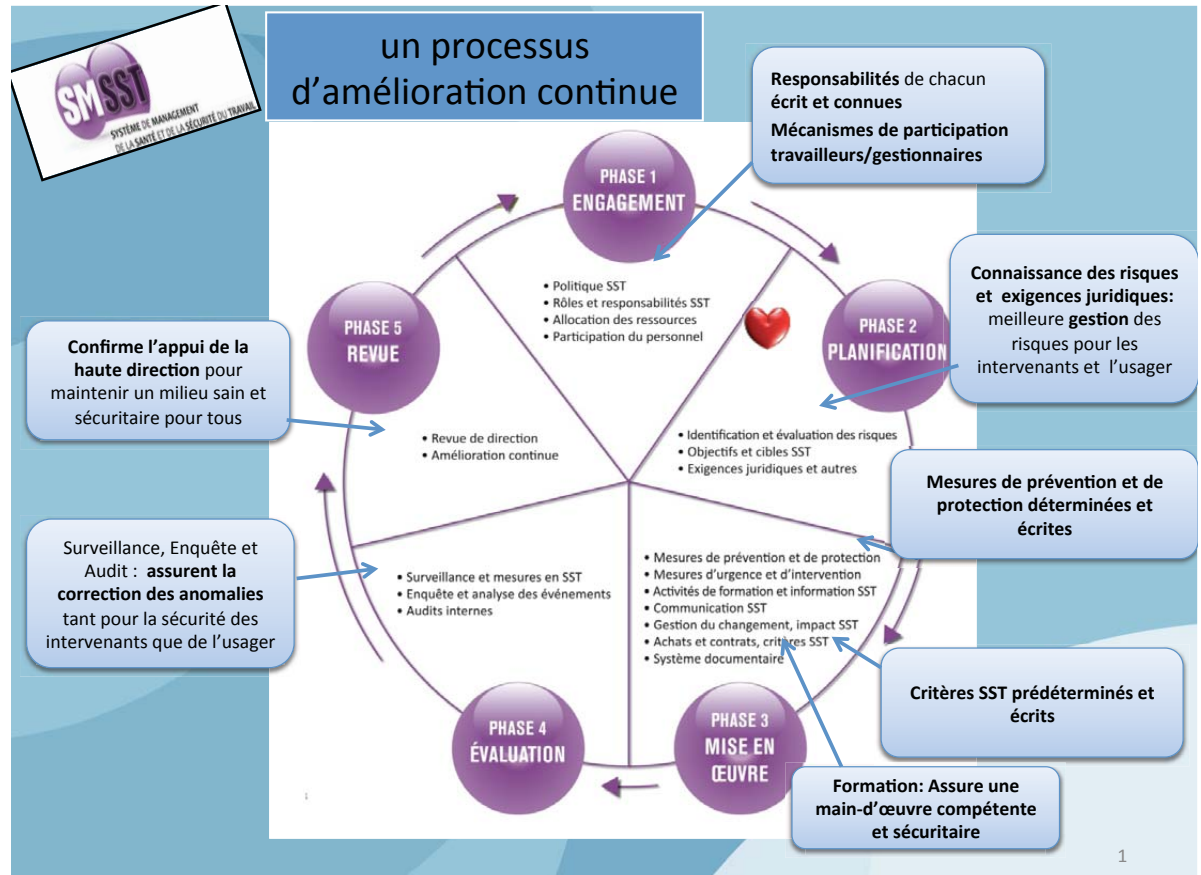 SMSST
SYSTÈME DE MANAGEMENT
DE LA SANTÉ ET DE LA SÉCURITÉ DU TRAVAIL
un processus
d’amélioration continue
Responsabilités de chacun
écrit et connues
Mécanismes de participation
travailleurs/gestionnaires
PHASE 1
ENGAGEMENT
• Politique SST
• Rôles et responsabilités SST
• Allocation des ressources
• Participation du personnel
PHASE 2
PLANIFICATION
Connaissance des risques
et exigences juridiques:
meilleure gestion des
risques pour les
intervenants et l’usager
• Identification et évaluation des risques
• Objectifs et cibles SST
• Exigences juridiques et autres
Mesures de prévention et de
protection déterminées et
écrites
• Mesures de prévention et de protection
• Mesures d’urgence et d’intervention
• Activités de formation et information SST
• Communication SST
• Gestion du changement, impact SST
• Achats et contrats, critères SST
• Système documentaire
Critères SST prédéterminés et
écrits
PHASE 3
MISE EN
ŒUVRE
Formation: Assure une
main-d’œuvre compétente
et sécuritaire
PHASE 4
ÉVALUATION
• Surveillance et mesures en SST
• Enquête et analyse des événements
• Audits internes
Surveillance, Enquête et
Audit : assurent la
correction des anomalies
tant pour la sécurité des
intervenants que de l’usager
PHASE 5
REVUE
• Revue de direction
• Amélioration continue
Confirme l’appui de la
haute direction pour
maintenir un milieu sain et
sécuritaire pour tous
1